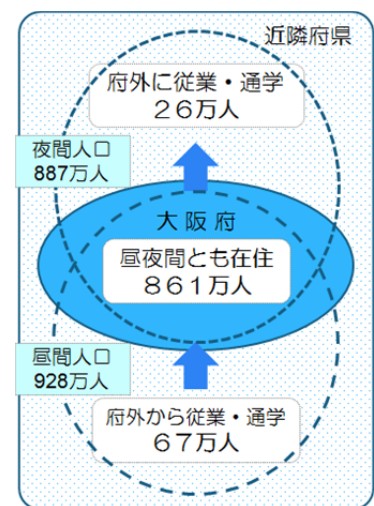 近隣府県
府外に従業・通学
26万人
夜間人口
887万人
大阪府
昼夜間とも在住
861万人
昼間人口
928万人
府外から従業・通学
67万人